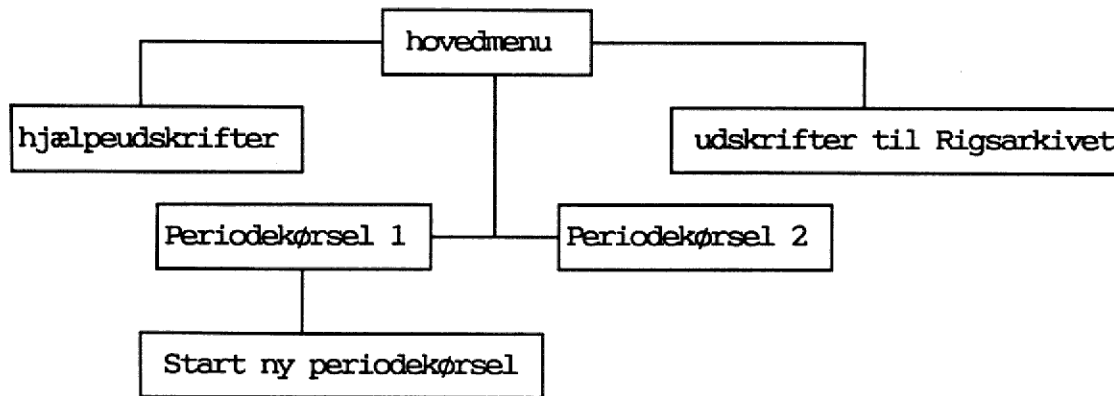 hovedmenu
hjælpeudskrifter
udskrifter til Rigsarkivet
Periodekørsel 1
Periodekørsel 2
Start ny periodekørsel